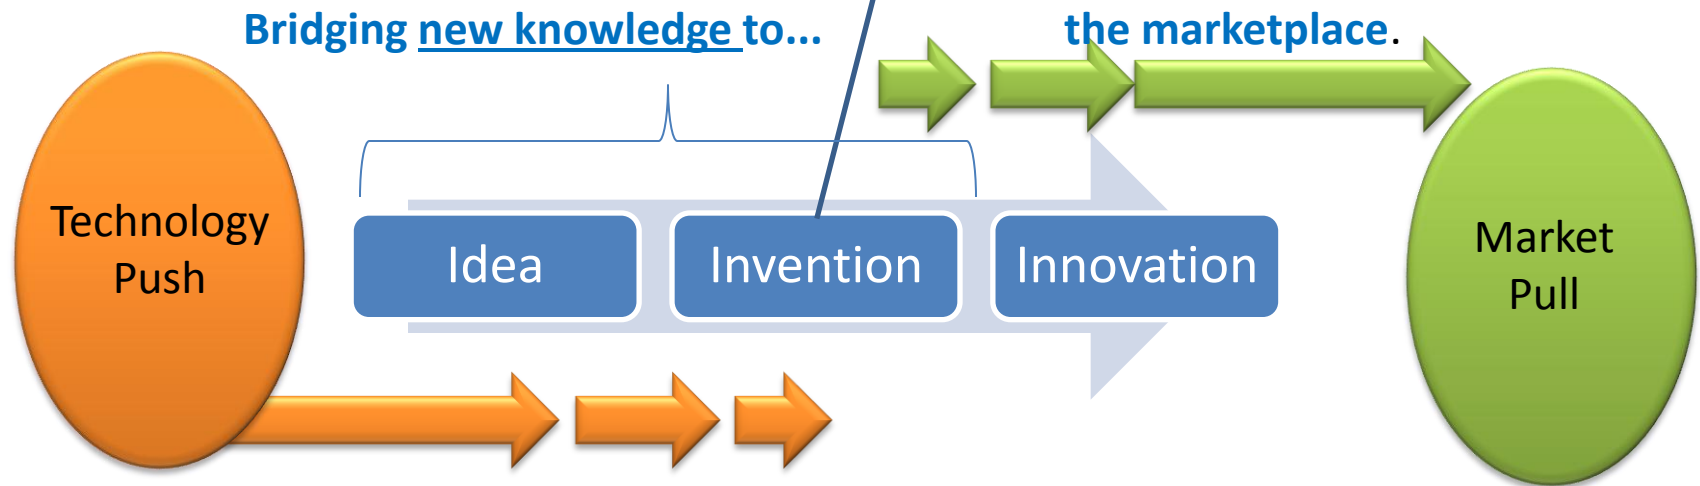 Bridging new knowledge to... the marketplace.
Technology
Push
Idea
Invention
Innovation
Market
Pull